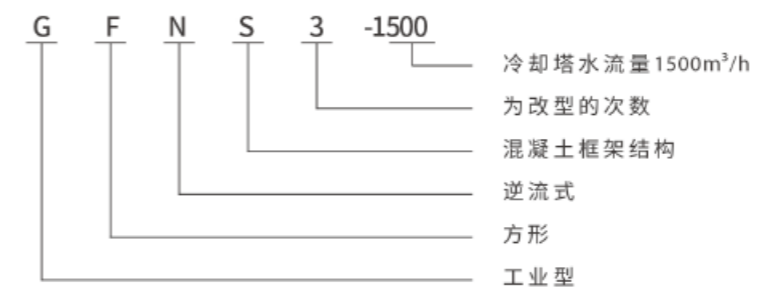 G F N S 3 -1500
冷却塔水流量1500m³/h
为改型的次数
混凝土框架结构
逆流式
方形
工业型